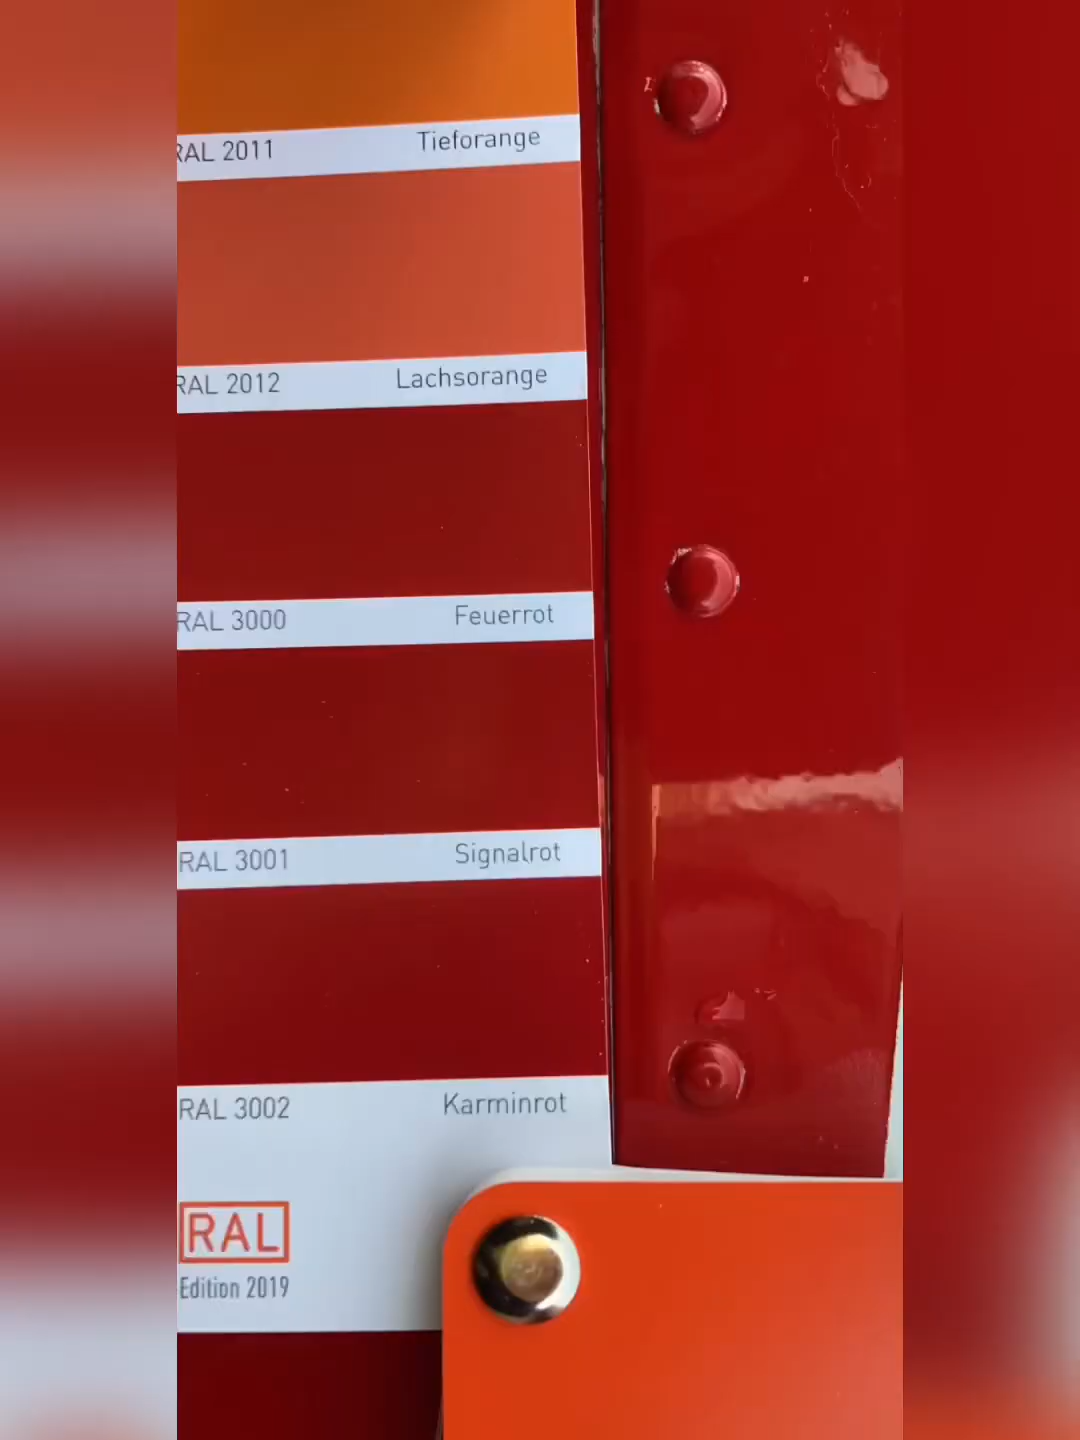 RAL 2011 Tieforange
RAL 2012 Lachsorange
RAL 3000 Feuerrot
RAL 3001 Signalrot
RAL 3002 Karminrot
RAL
Edition 2019